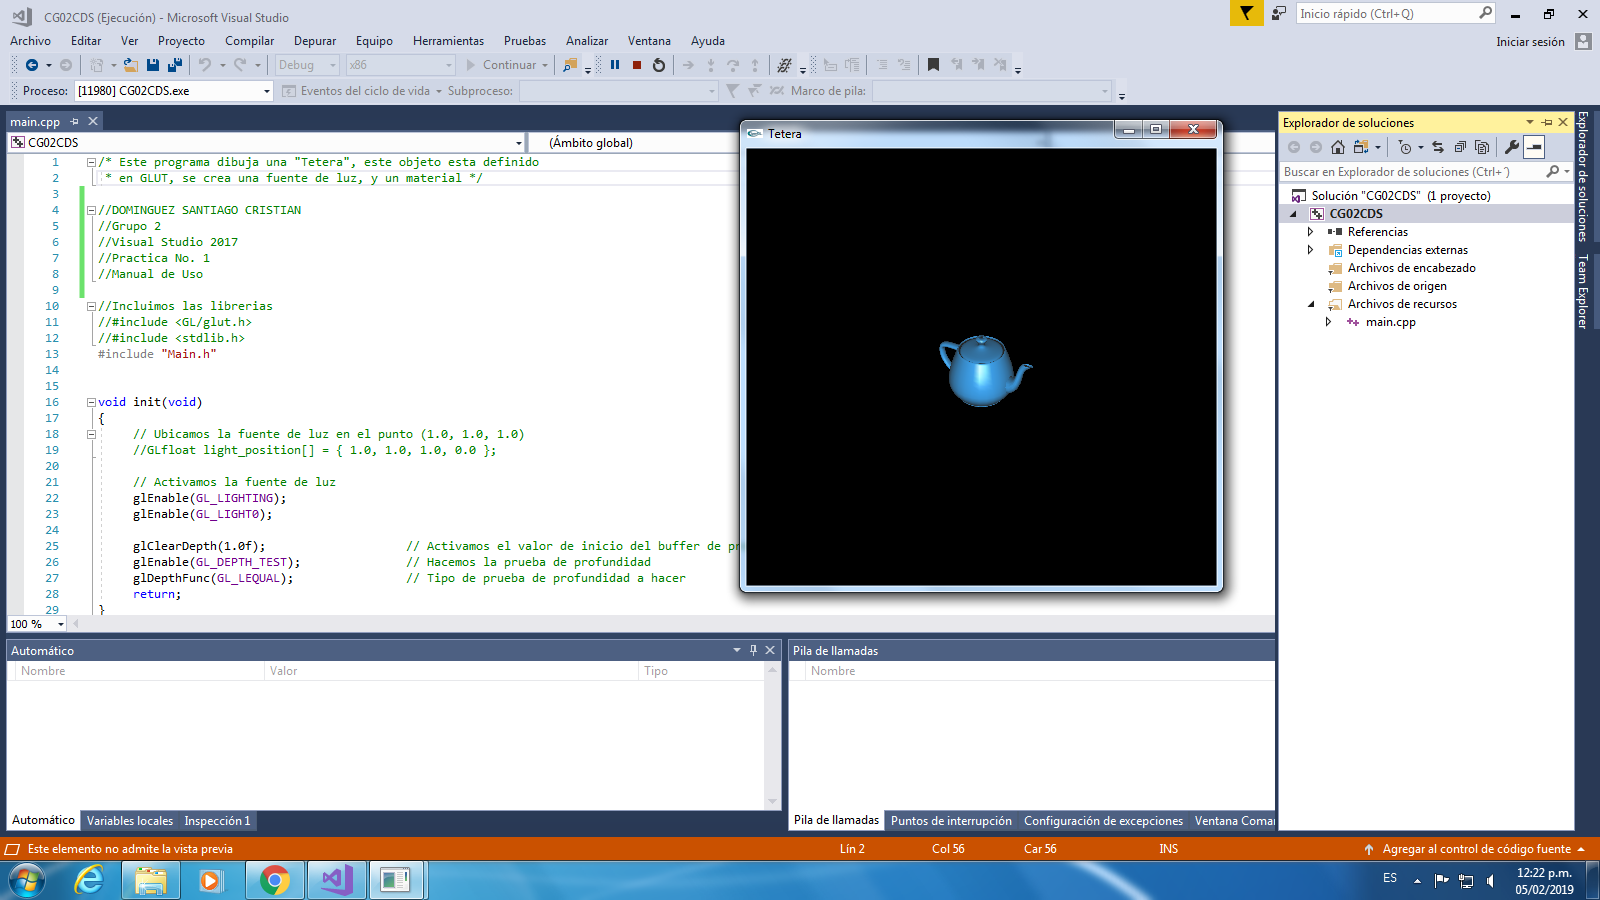 CG02CDS (Ejecución) - Microsoft Visual Studio
Inicio rápido (Ctrl+Q)
Archivo Editar Ver Proyecto Compilar Depurar Equipo Herramientas Pruebas Analizar Ventana Ayuda
Iniciar sesión
Debug x86 Continuar
Proceso: [11980] CG02CDS.exe Eventos del ciclo de vida Subproceso: Marco de pila:
main.cpp
CG02CDS (Ámbito global)
1 /* Este programa dibuja una "Tetera", este objeto esta definido
2 * en GLUT, se crea una fuente de luz, y un material */
3
4 //DOMINGUEZ SANTIAGO CRISTIAN
5 //Grupo 2
6 //Visual Studio 2017
7 //Practica No. 1
8 //Manual de Uso
9
10 //Incluimos las librerias
11 //#include <GL/glut.h>
12 //#include <stdlib.h>
13 #include "Main.h"
14
15
16 void init(void)
17 {
18 // Ubicamos la fuente de luz en el punto (1.0, 1.0, 1.0)
19 //GLfloat light_position[] = { 1.0, 1.0, 1.0, 0.0 };
20
21 // Activamos la fuente de luz
22 glEnable(GL_LIGHTING);
23 glEnable(GL_LIGHT0);
24
25 glClearDepth(1.0f); // Activamos el valor de inicio del buffer de pr
26 glEnable(GL_DEPTH_TEST); // Hacemos la prueba de profundidad
27 glDepthFunc(GL_LEQUAL); // Tipo de prueba de profundidad a hacer
28 return;
29 }
100 %
Tetera
Explorador de soluciones
Buscar en Explorador de soluciones (Ctrl+´)
Solución "CG02CDS" (1 proyecto)
CG02CDS
Referencias
Dependencias externas
Archivos de encabezado
Archivos de origen
Archivos de recursos
main.cpp
Explorador de soluciones
Team Explorer
Automático
Nombre Valor Tipo
Automático Variables locales Inspección 1
Pila de llamadas
Nombre
Pila de llamadas Puntos de interrupción Configuración de excepciones Ventana Coman
Este elemento no admite la vista previa Lín 2 Col 56 Car 56 INS Agregar al control de código fuente
ES
12:22 p.m.
05/02/2019